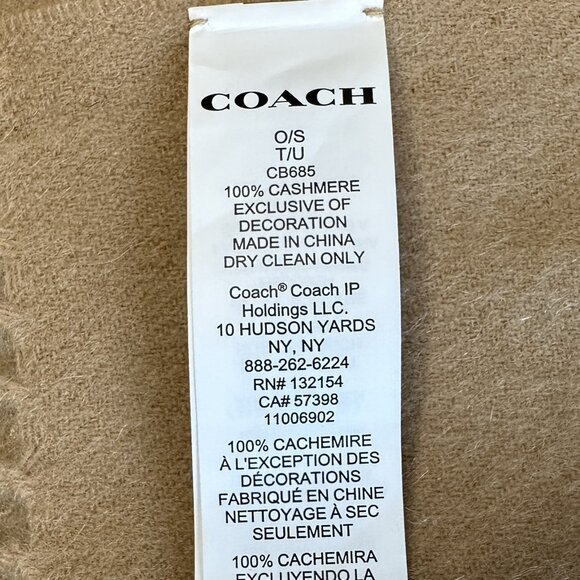 COACH
O/S
T/U
CB685
100% CASHMERE
EXCLUSIVE OF
DECORATION
MADE IN CHINA
DRY CLEAN ONLY
Coach® Coach IP
Holdings LLC.
10 HUDSON YARDS
NY, NY
888-262-6224
RN# 132154
CA# 57398
11006902
100% CACHEMIRE
À L'EXCEPTION DES
DÉCORATIONS
FABRIQUÉ EN CHINE
NETTOYAGE À SEC
SEULEMENT
100% CACHEMIRA
EXCLUYENDO LA